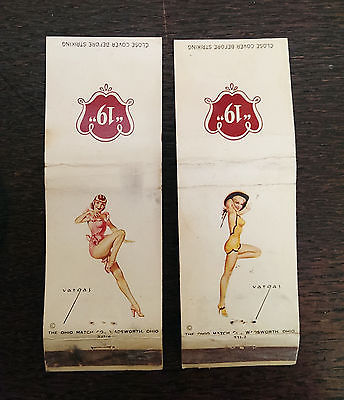 CLOSE COVER BEFORE STRIKING
"19"
VARGAS
©
THE OHIO MATCH CO., WADSWORTH, OHIO
CLOSE COVER BEFORE STRIKING
"19"
VARGAS
©
THE OHIO MATCH CO., WADSWORTH, OHIO